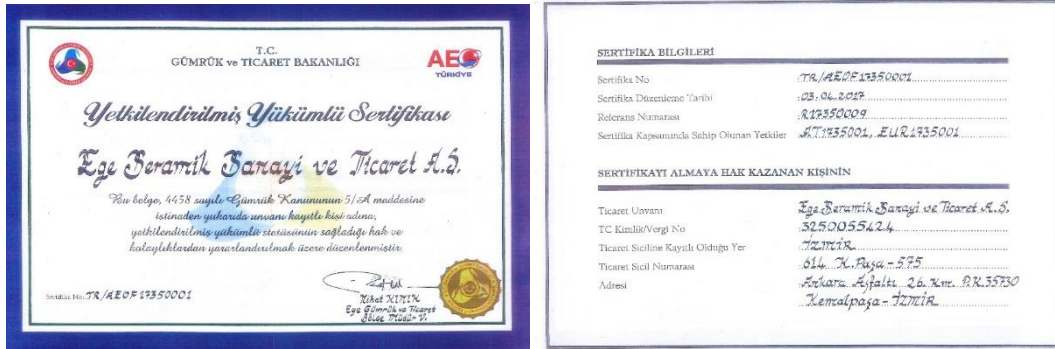 T.C.
GÜMRÜK ve TİCARET BAKANLIĞI
AEO
TÜRKİYE
Yetkilendirilmiş Yükümlü Sertifikası
Ege Seramik Sanayi ve Ticaret A.Ş.
Bu belge, 4458 sayılı Gümrük Kanununun 5/A maddesine
istinaden yukarıda unvanı kayıtlı kişi adına,
yetkilendirilmiş yükümlü statüsünün sağladığı hak ve
kolaylıklardan yararlandırılmak üzere düzenlenmiştir.
Nihat KINIK
Ege Gümrük ve Ticaret
Bölge Müdür V.
Sertifika No: TR/AEOF17350001
SERTİFİKA BİLGİLERİ
Sertifika No TR/AEOF17350001
Sertifika Düzenleme Tarihi 03.04.2017
Referans Numarası R17350009
Sertifika Kapsamında Sahip Olunan Yetkiler AT1735001, EUR1735001
SERTİFİKAYI ALMAYA HAK KAZANAN KİŞİNİN
Ticaret Unvanı Ege Seramik Sanayi ve Ticaret A.Ş.
TC Kimlik/Vergi No 3250055424
Ticaret Siciline Kayıtlı Olduğu Yer İZMİR
Ticaret Sicil Numarası 614 K.Paşa-575
Adresi Ankara Asfaltı 26. Km. P.K.35730
Kemalpaşa-İZMİR